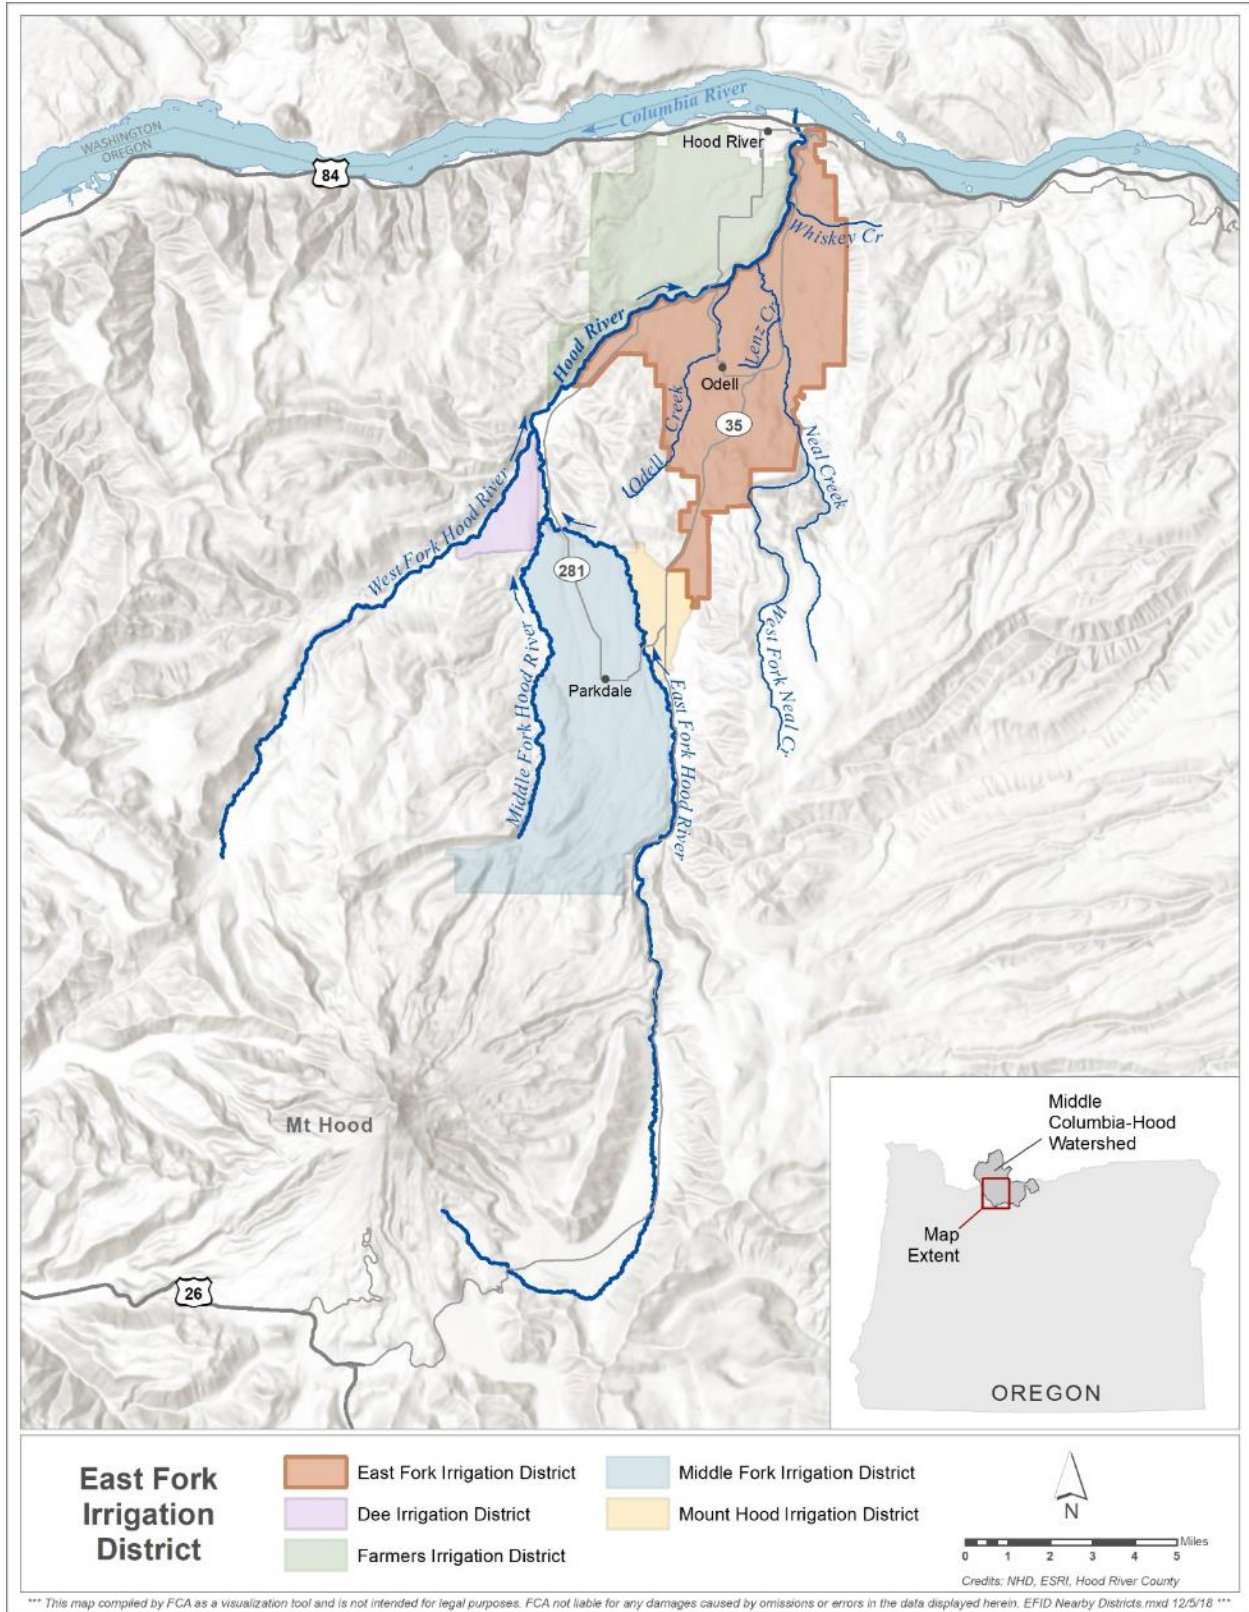 Columbia River
WASHINGTON
OREGON
Hood River
84
Whiskey Cr
Hood River
Lenz Cr
Odell
Creek
35
Odell
Neal Creek
West Fork Hood River
281
Middle Fork Hood River
West Fork Neal Cr
Parkdale
East Fork Hood River
Mt Hood
26
Middle
Columbia-Hood
Watershed
Map
Extent
OREGON
East Fork
Irrigation
District
East Fork Irrigation District
Dee Irrigation District
Farmers Irrigation District
Middle Fork Irrigation District
Mount Hood Irrigation District
N
Miles
0 1 2 3 4 5
Credits: NHD, ESRI, Hood River County
*** This map compiled by FCA as a visualization tool and is not intended for legal purposes. FCA not liable for any damages caused by omissions or errors in the data displayed herein. EFID Nearby Districts.mxd 12/5/18 ***